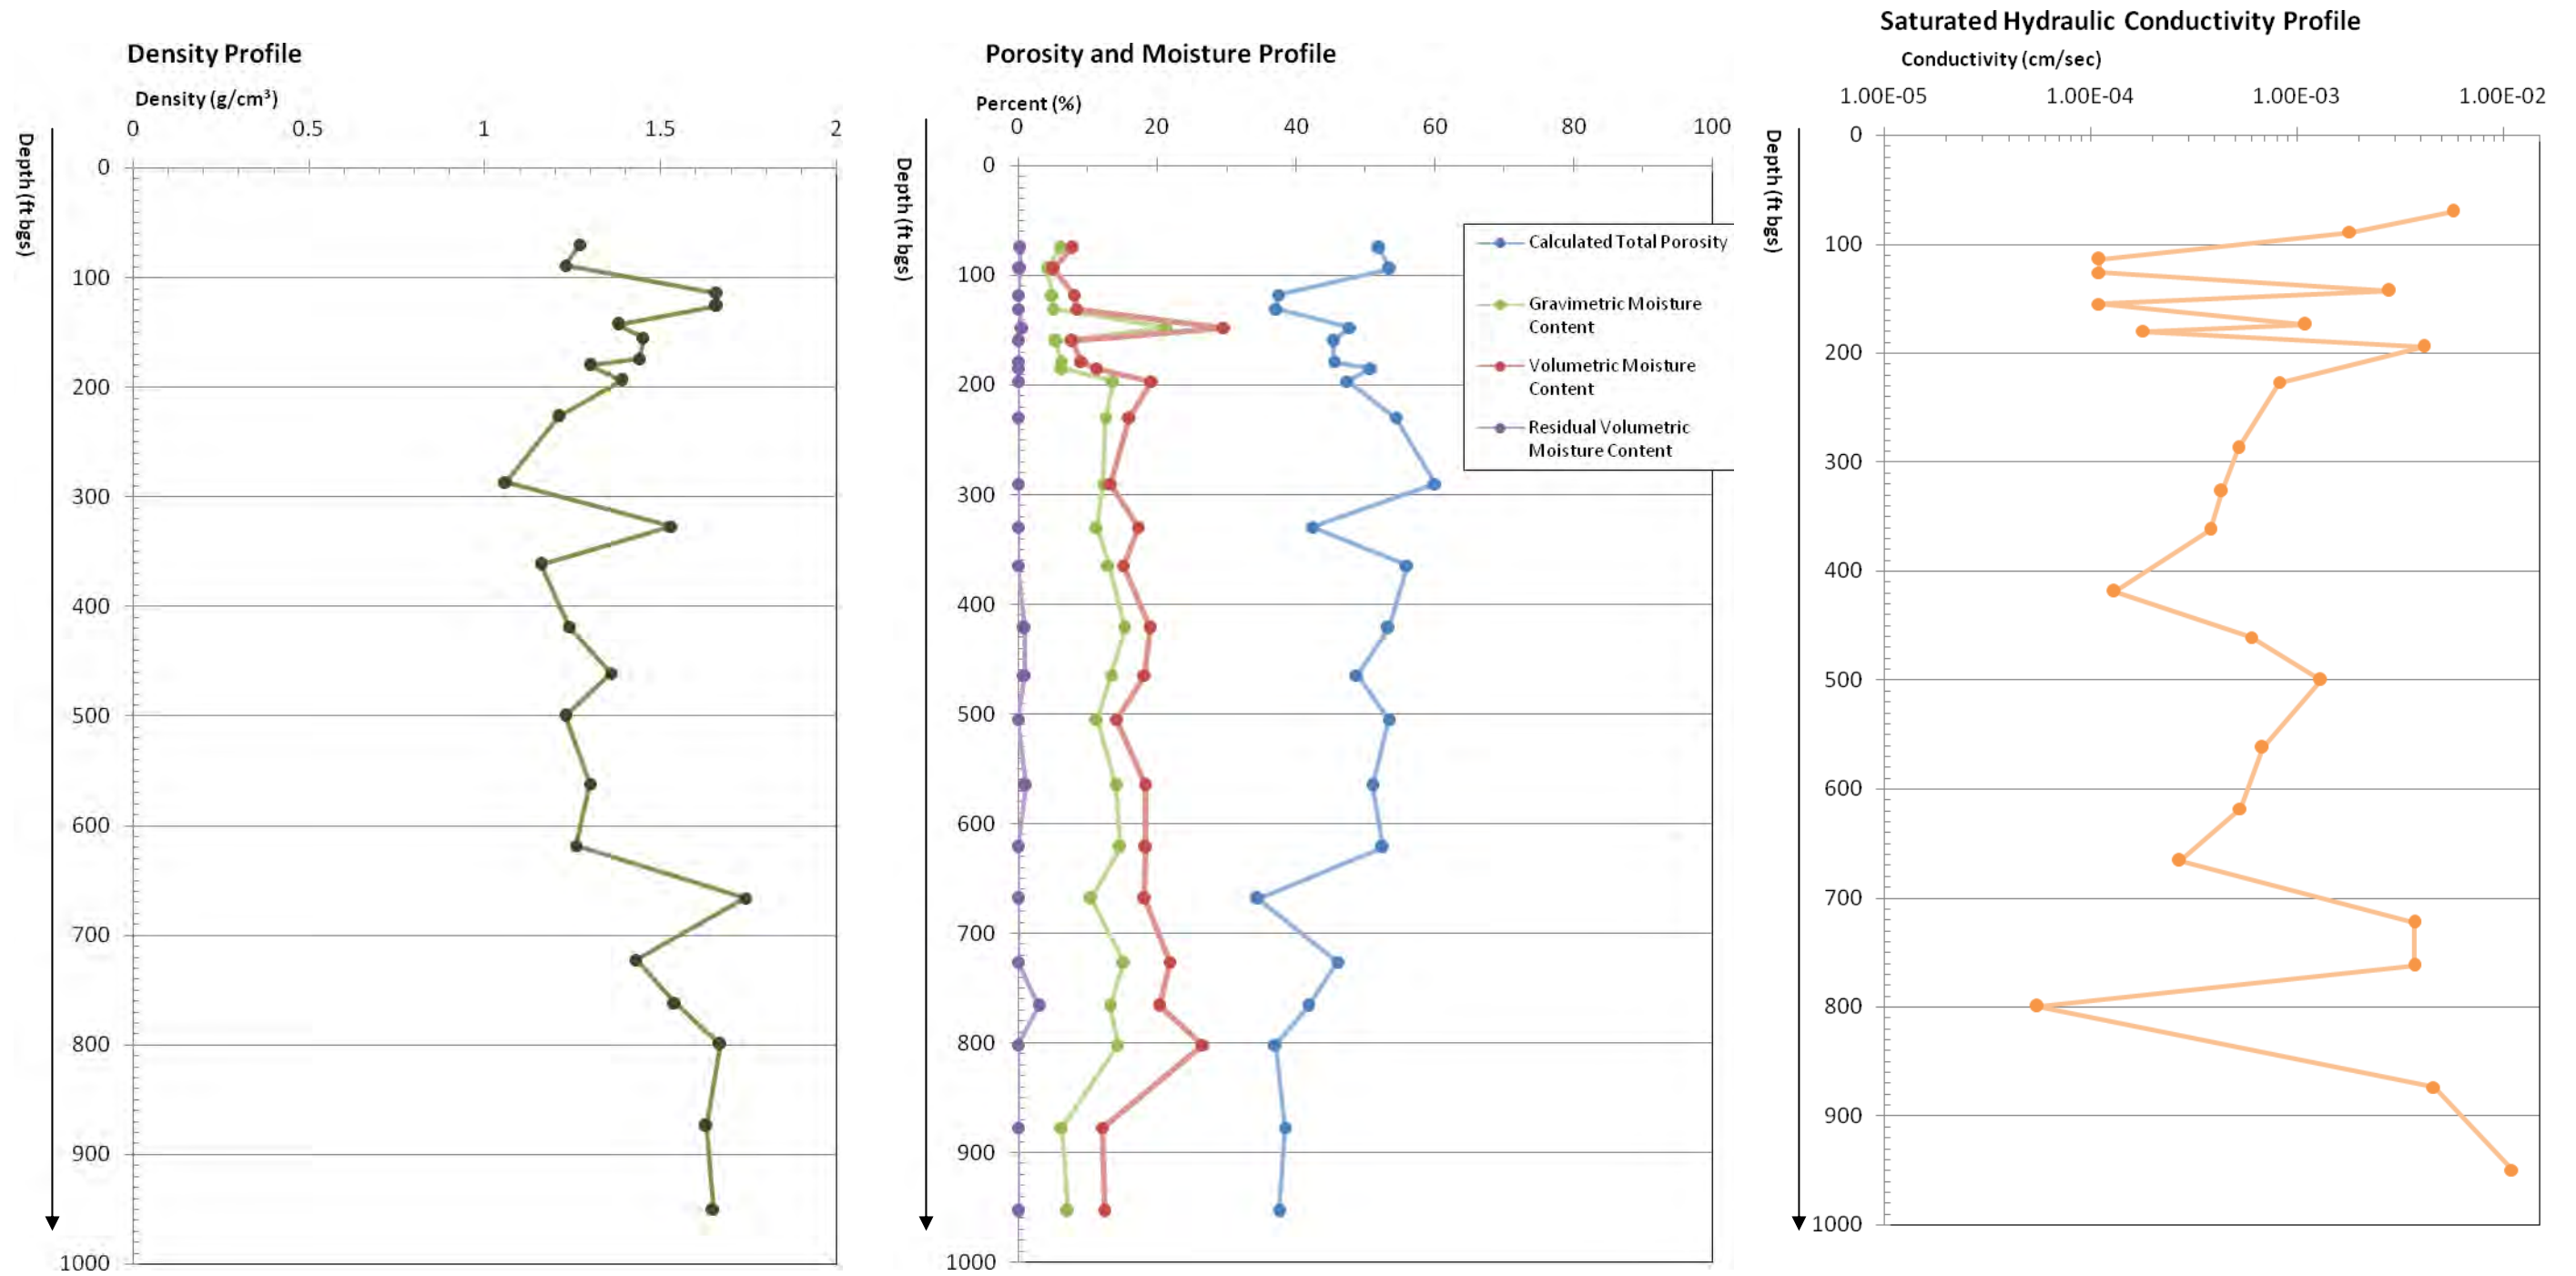 Density Profile
Density (g/cm³)
0 0.5 1 1.5 2
Depth (ft bgs)
0
100
200
300
400
500
600
700
800
900
1000
Porosity and Moisture Profile
Percent (%)
0 20 40 60 80 100
Depth (ft bgs)
0
100
200
300
400
500
600
700
800
900
1000
Calculated Total Porosity
Gravimetric Moisture
Content
Volumetric Moisture
Content
Residual Volumetric
Moisture Content
Saturated Hydraulic Conductivity Profile
Conductivity (cm/sec)
1.00E-05 1.00E-04 1.00E-03 1.00E-02
Depth (ft bgs)
0
100
200
300
400
500
600
700
800
900
1000